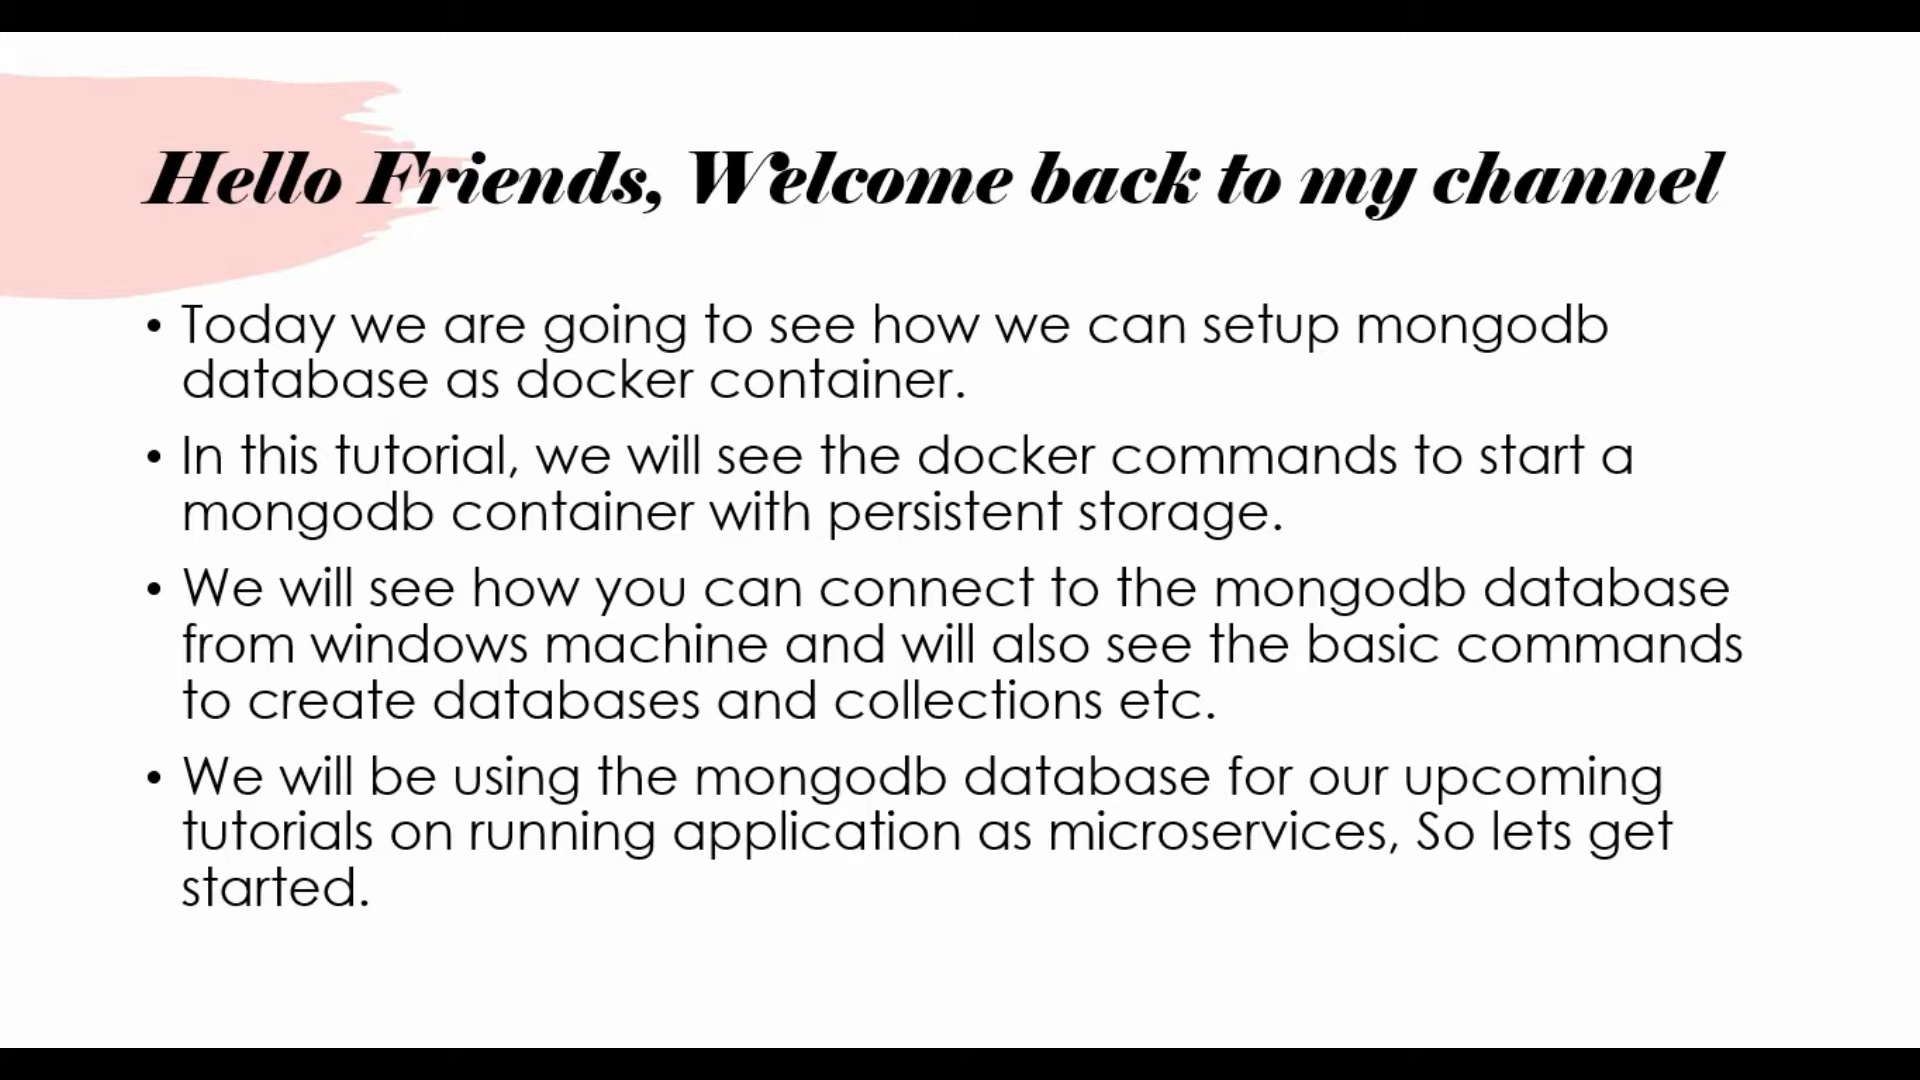 Hello Friends, Welcome back to my channel
• Today we are going to see how we can setup mongodb
database as docker container.
• In this tutorial, we will see the docker commands to start a
mongodb container with persistent storage.
• We will see how you can connect to the mongodb database
from windows machine and will also see the basic commands
to create databases and collections etc.
• We will be using the mongodb database for our upcoming
tutorials on running application as microservices, So lets get
started.